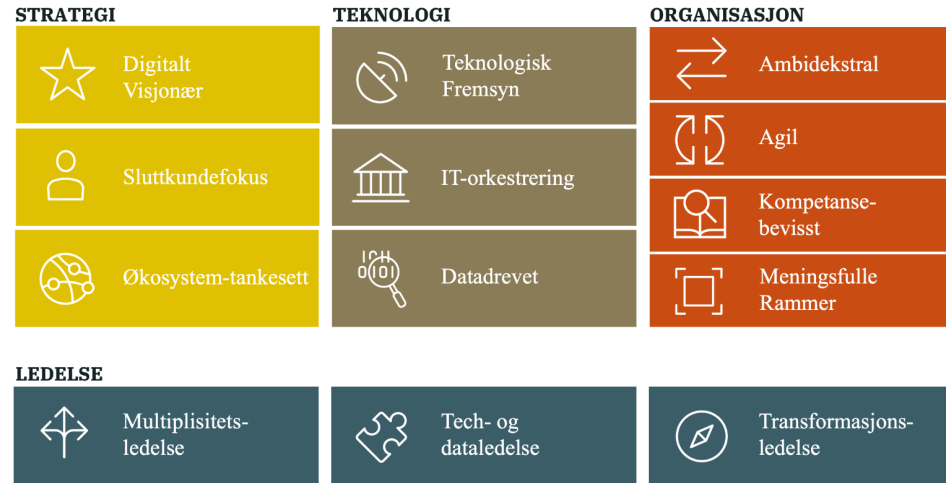 STRATEGI
Digitalt
Visjonær
Sluttkundefokus
Økosystem-tankesett
TEKNOLOGI
Teknologisk
Fremsyn
IT-orkestrering
Datadrevet
ORGANISASJON
Ambidekstral
Agil
Kompetanse-
bevisst
Meningsfulle
Rammer
LEDELSE
Multiplisitets-
ledelse
Tech- og
dataledelse
Transformasjons-
ledelse